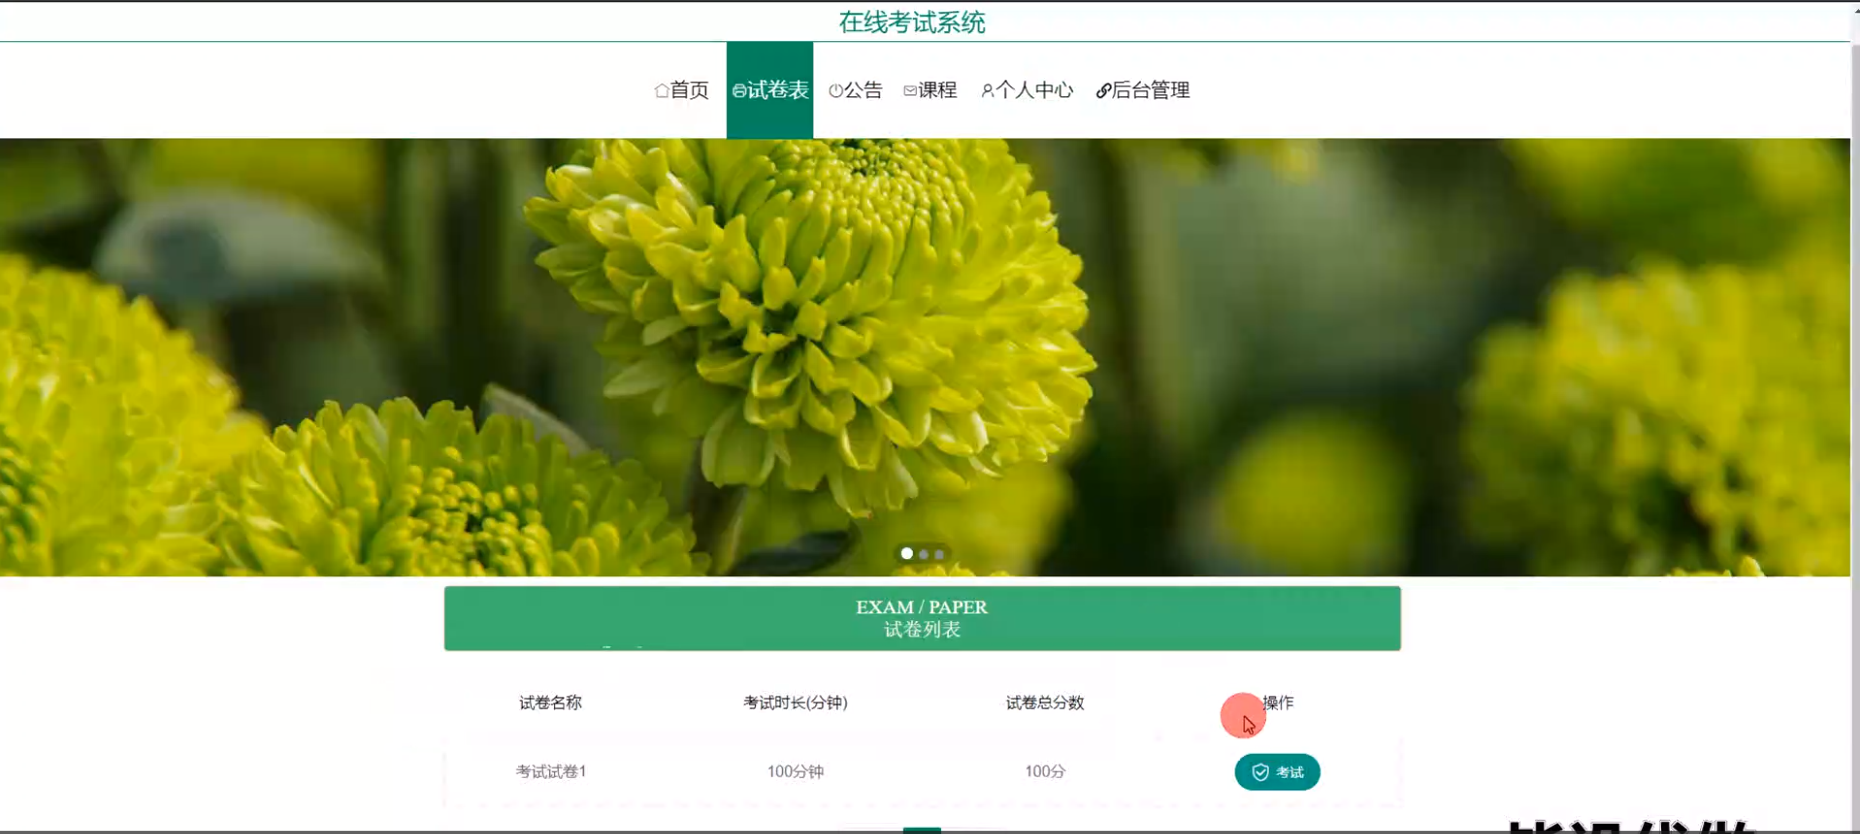 在线考试系统
首页 试卷表 公告 课程 个人中心 后台管理
EXAM / PAPER
试卷列表
试卷名称 考试时长(分钟) 试卷总分数 操作
考试试卷1 100分钟 100分 考试